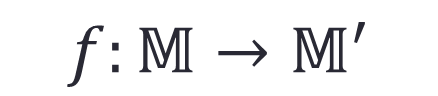 𝑓: 𝕄 → 𝕄′